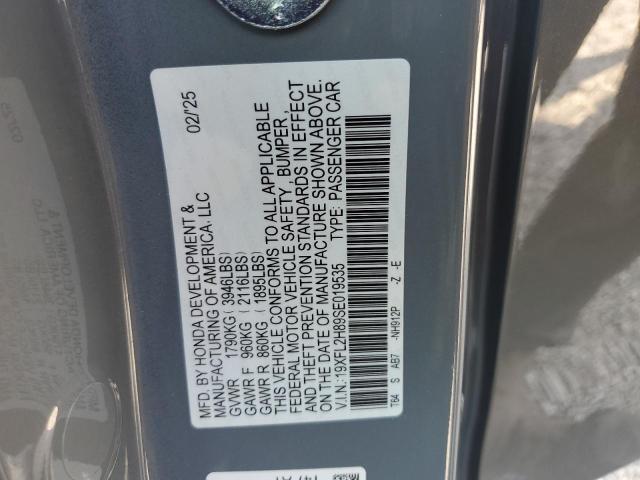 MFD. BY HONDA DEVELOPMENT & 02/'25
MANUFACTURING OF AMERICA. LLC
GVWR 1790KG (3946LBS)
GAWR F 960KG (2116LBS)
GAWR R 860KG (1895LBS)
THIS VEHICLE CONFORMS TO ALL APPLICABLE
FEDERAL MOTOR VEHICLE SAFETY, BUMPER,
AND THEFT PREVENTION STANDARDS IN EFFECT
ON THE DATE OF MANUFACTURE SHOWN ABOVE.
V.I.N.:19XFL2H89SE019535 TYPE: PASSENGER CAR
T64 S AB7 -NH912P -Z -E